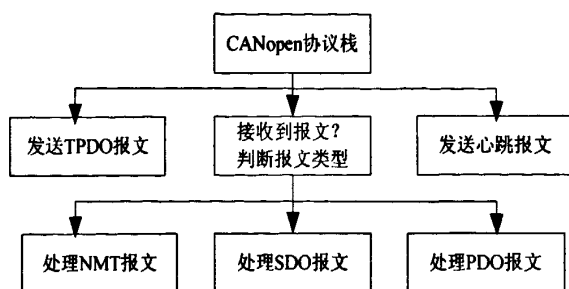 CANopen协议栈
发送TPDO报文
接收到报文?
判断报文类型
发送心跳报文
处理NMT报文
处理SDO报文
处理PDO报文